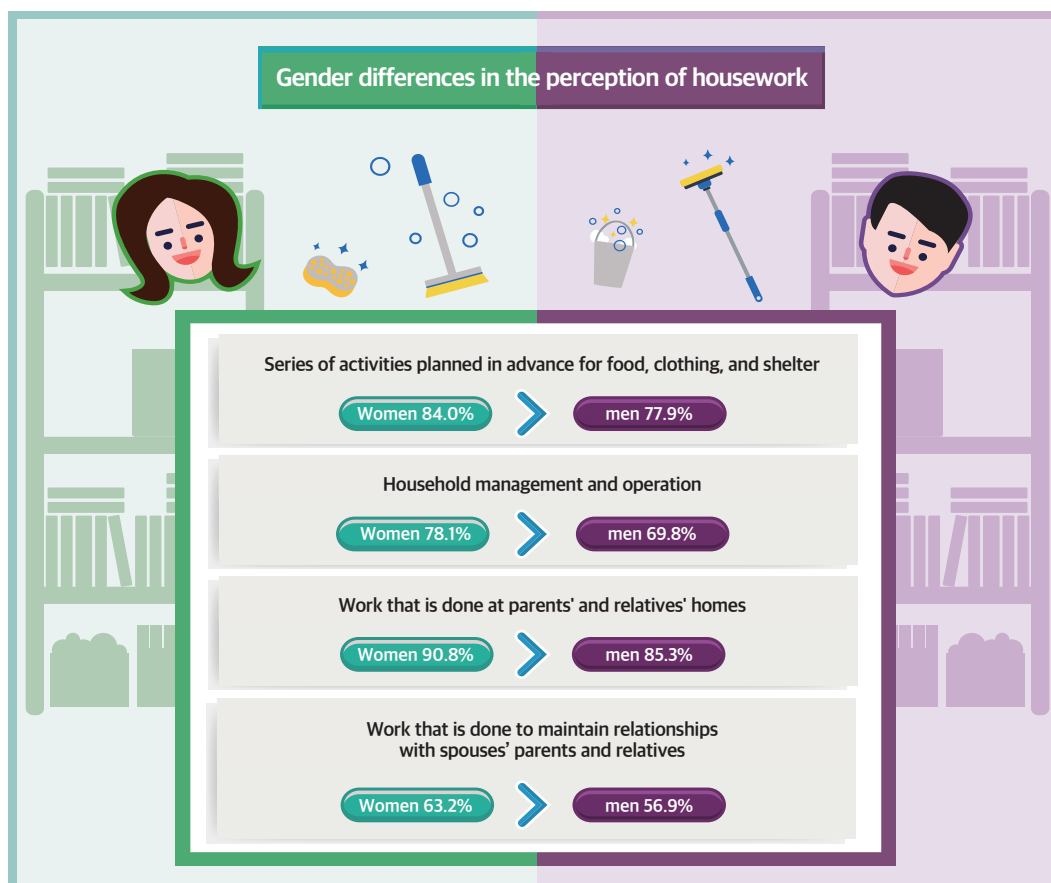 Gender differences in the perception of housework
Series of activities planned in advance for food, clothing, and shelter
Women 84.0% men 77.9%
Household management and operation
Women 78.1% men 69.8%
Work that is done at parents' and relatives' homes
Women 90.8% men 85.3%
Work that is done to maintain relationships
with spouses’ parents and relatives
Women 63.2% men 56.9%